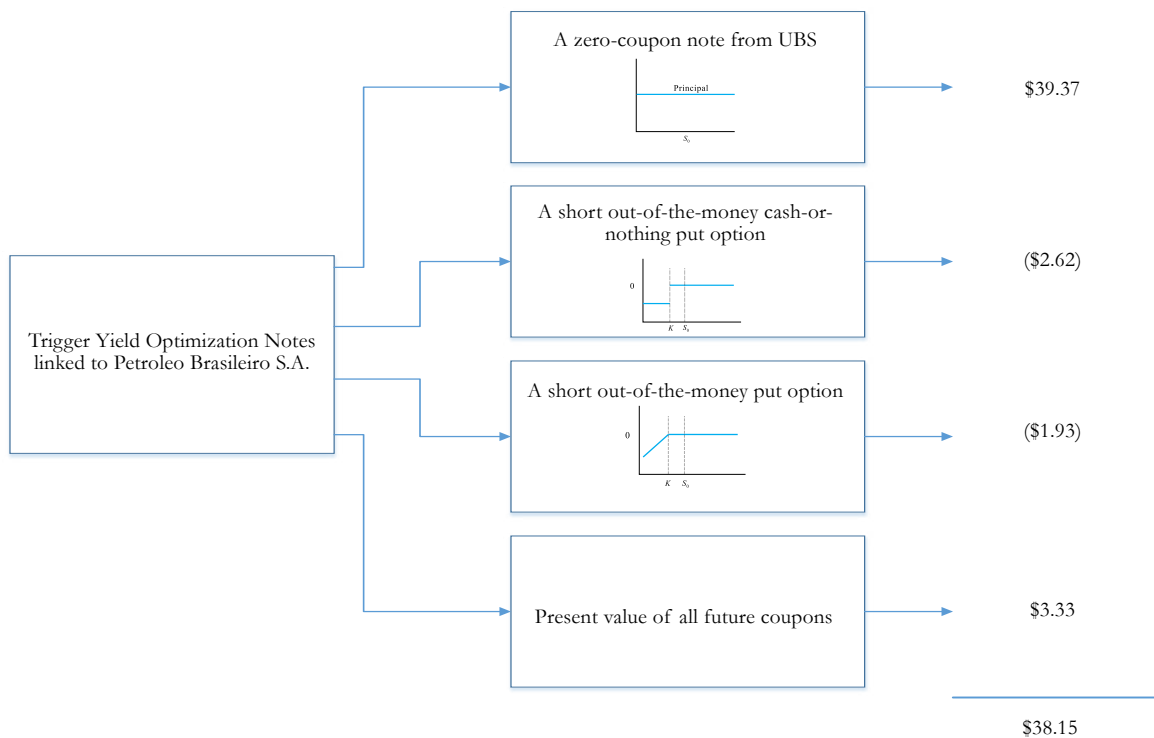 A zero-coupon note from UBS
Principal
S₀
$39.37
A short out-of-the-money cash-or-
nothing put option
0
K
S₀
($2.62)
Trigger Yield Optimization Notes
linked to Petroleo Brasileiro S.A.
A short out-of-the-money put option
0
K
S₀
($1.93)
Present value of all future coupons
$3.33
$38.15